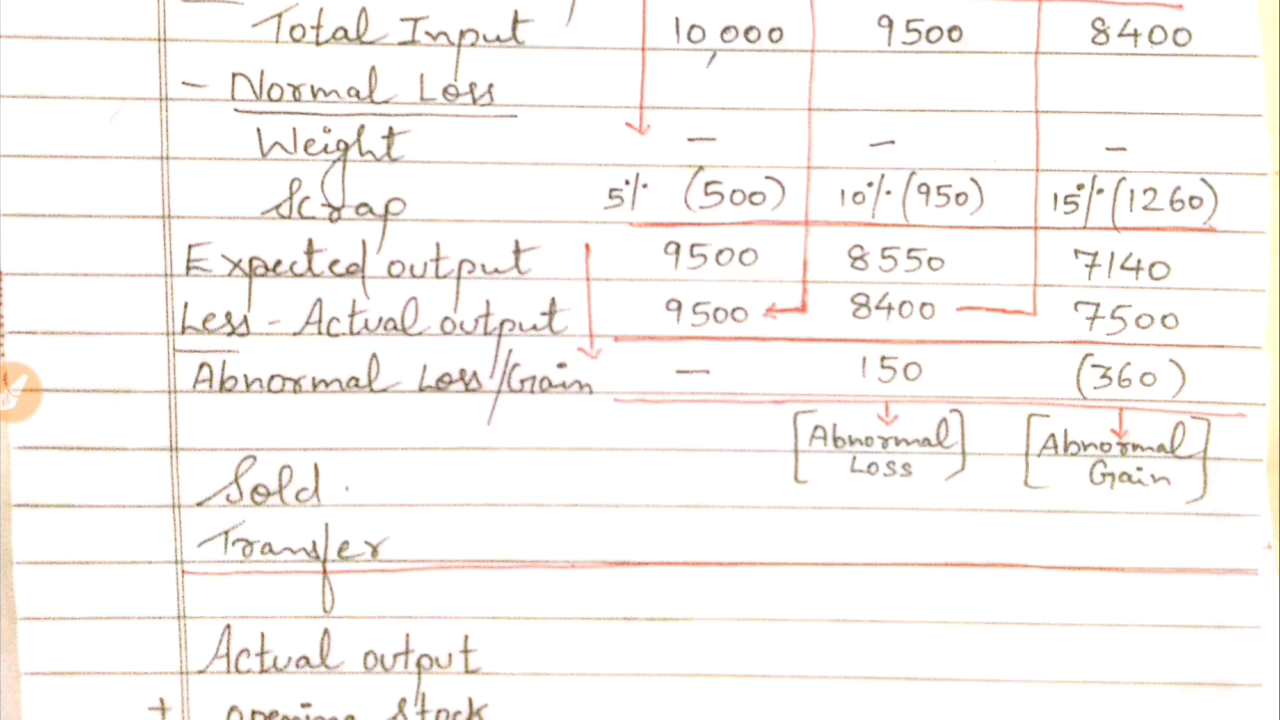 Total Input 10,000 9500 8400
- Normal Loss
Weight - - -
Scrap 5% (500) 10% (950) 15% (1260)
Expected output 9500 8550 7140
Less - Actual output 9500 8400 7500
Abnormal Loss/Gain - 150 (360)
[Abnormal Loss] [Abnormal Gain]
Sold.
Transfer
Actual output
+ opening stock